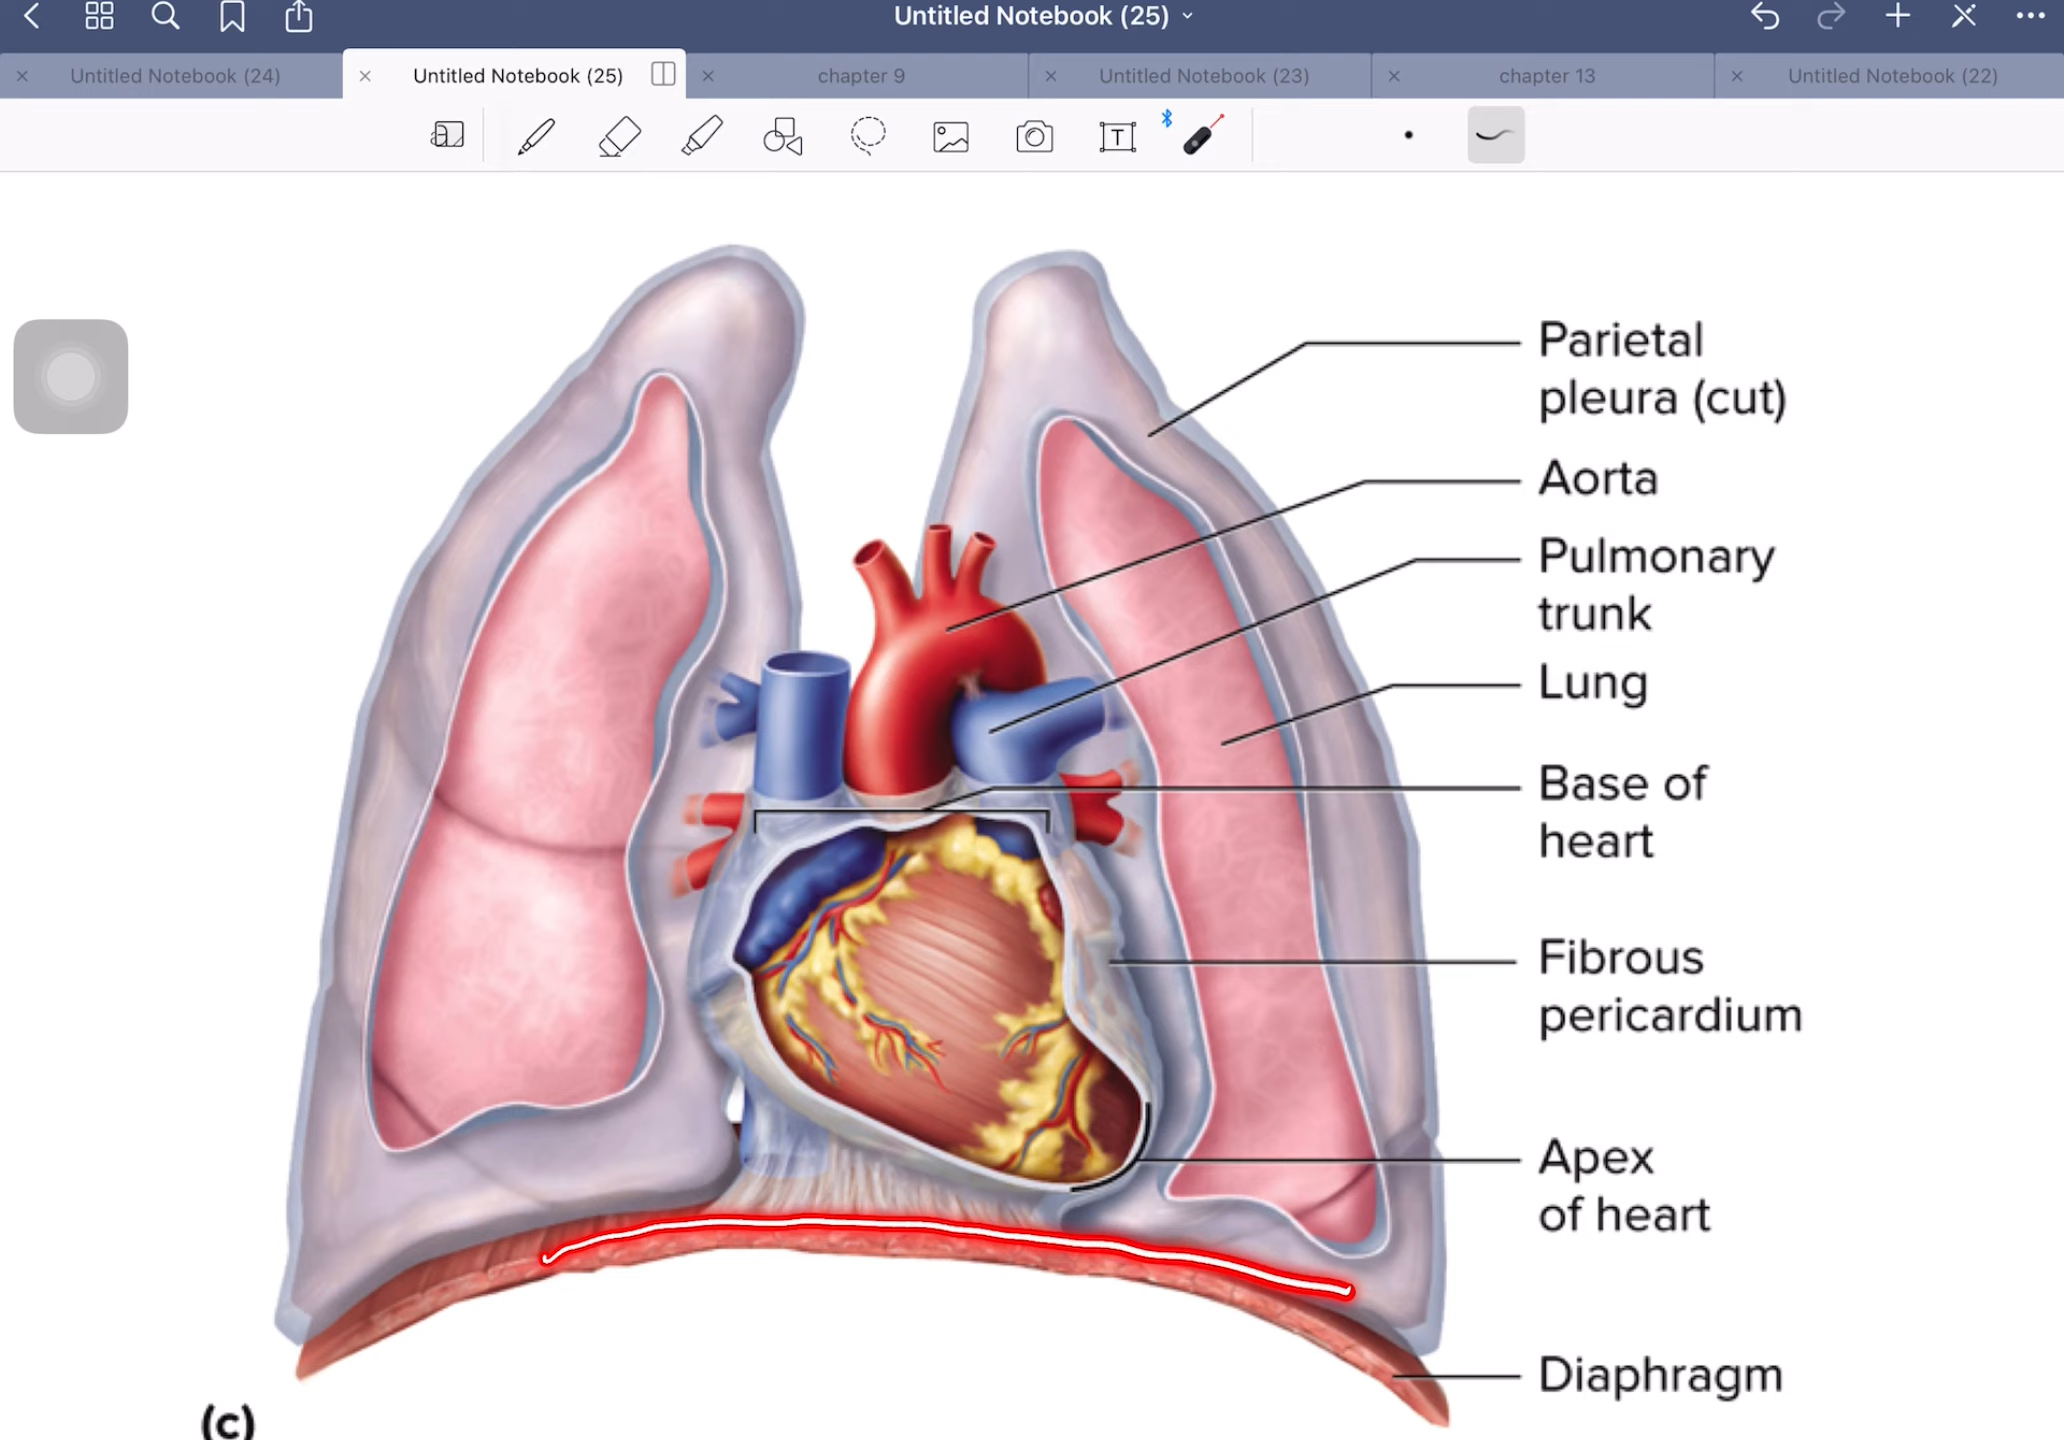 Untitled Notebook (25)
Untitled Notebook (24)
Untitled Notebook (25)
chapter 9
Untitled Notebook (23)
chapter 13
Untitled Notebook (22)
a
T
Parietal
pleura (cut)
Aorta
Pulmonary
trunk
Lung
Base of
heart
Fibrous
pericardium
Apex
of heart
Diaphragm
(c)